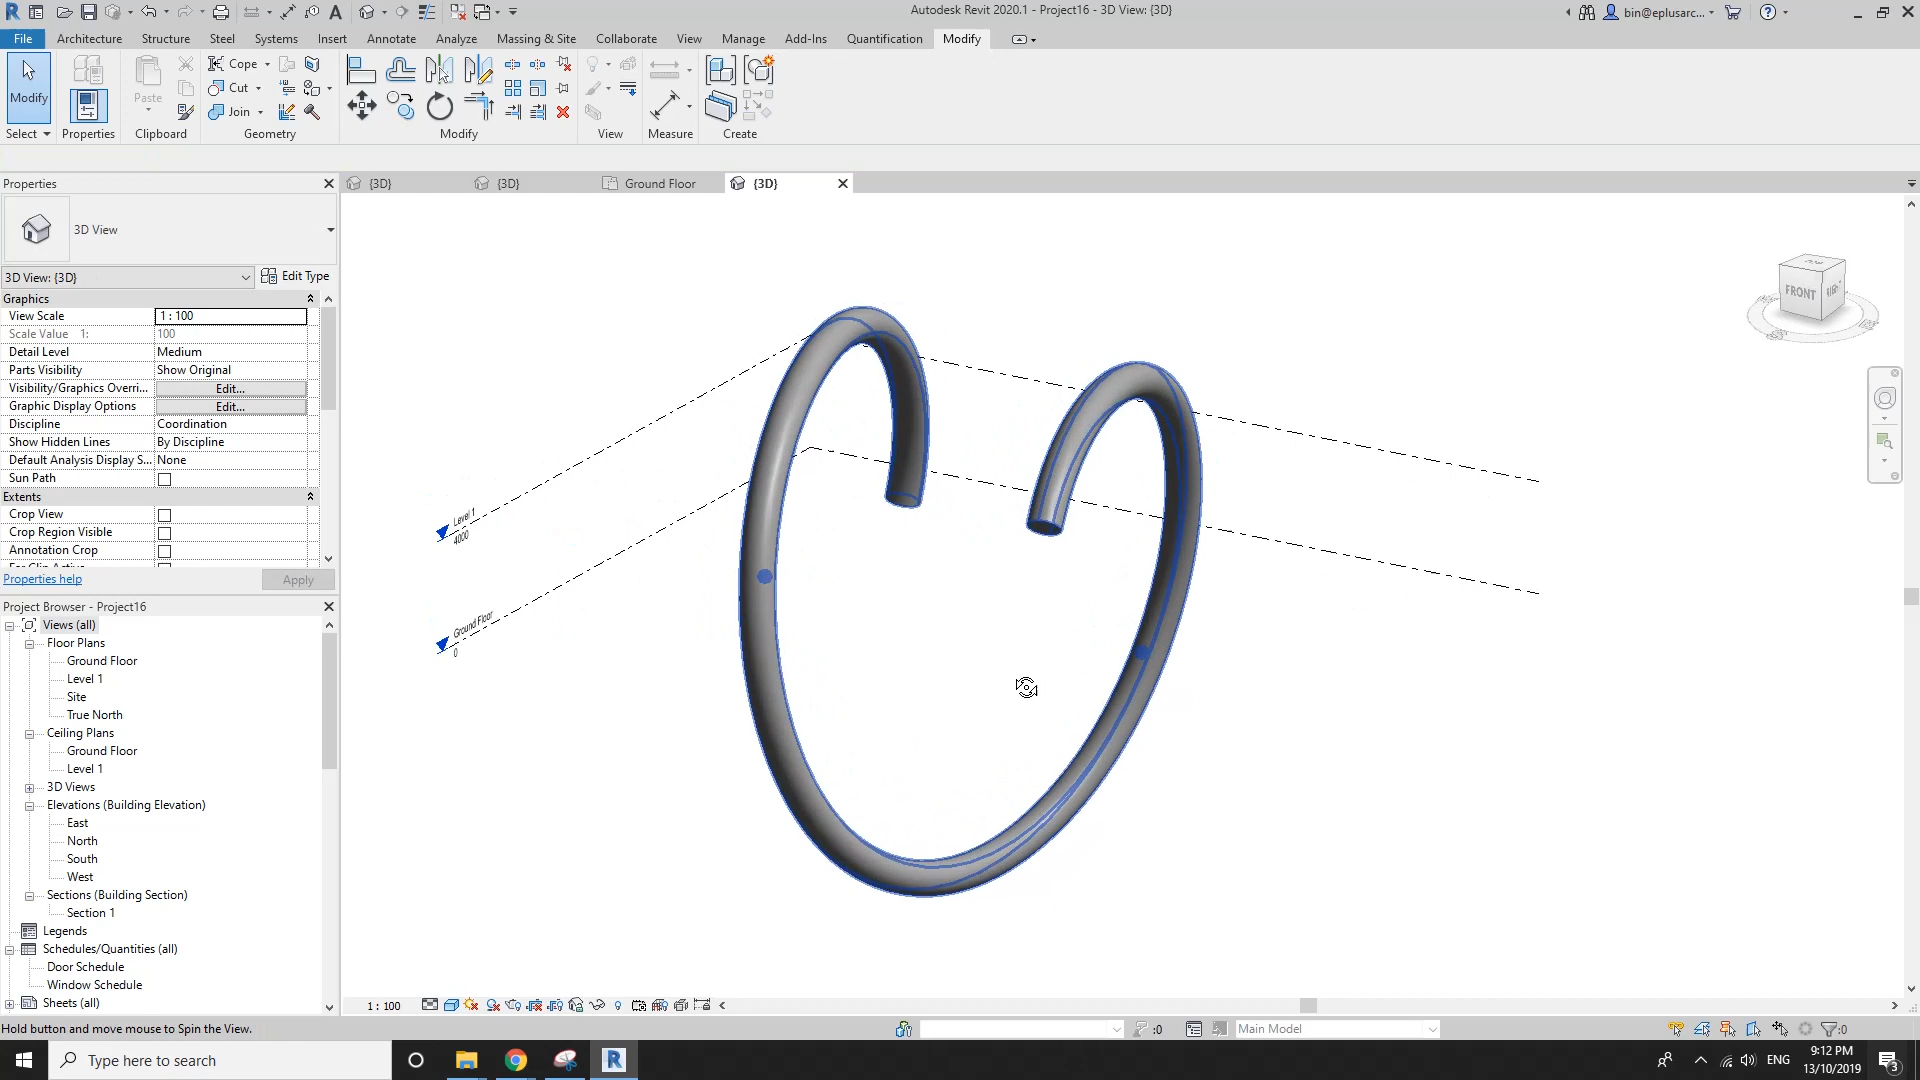 Autodesk Revit 2020.1 - Project16 - 3D View: {3D}
bin@eplusarc...
File Architecture Structure Steel Systems Insert Annotate Analyze Massing & Site Collaborate View Manage Add-Ins Quantification Modify
Modify
Paste
Cope
Cut
Join
Select Properties Clipboard Geometry Modify View Measure Create
Properties
{3D} {3D} Ground Floor {3D}
3D View
3D View: {3D} Edit Type
Graphics
View Scale 1 : 100
Scale Value 1: 100
Detail Level Medium
Parts Visibility Show Original
Visibility/Graphics Overri... Edit...
Graphic Display Options Edit...
Discipline Coordination
Show Hidden Lines By Discipline
Default Analysis Display S... None
Sun Path
Extents
Crop View
Crop Region Visible
Annotation Crop
Properties help Apply
Project Browser - Project16
Views (all)
Floor Plans
Ground Floor
Level 1
Site
True North
Ceiling Plans
Ground Floor
Level 1
3D Views
Elevations (Building Elevation)
East
North
South
West
Sections (Building Section)
Section 1
Legends
Schedules/Quantities (all)
Door Schedule
Window Schedule
Sheets (all)
Level 1
4000
Ground Floor
0
FRONT
1 : 100
Hold button and move mouse to Spin the View.
:0
Main Model
:0
Type here to search
ENG
9:12 PM
13/10/2019
3